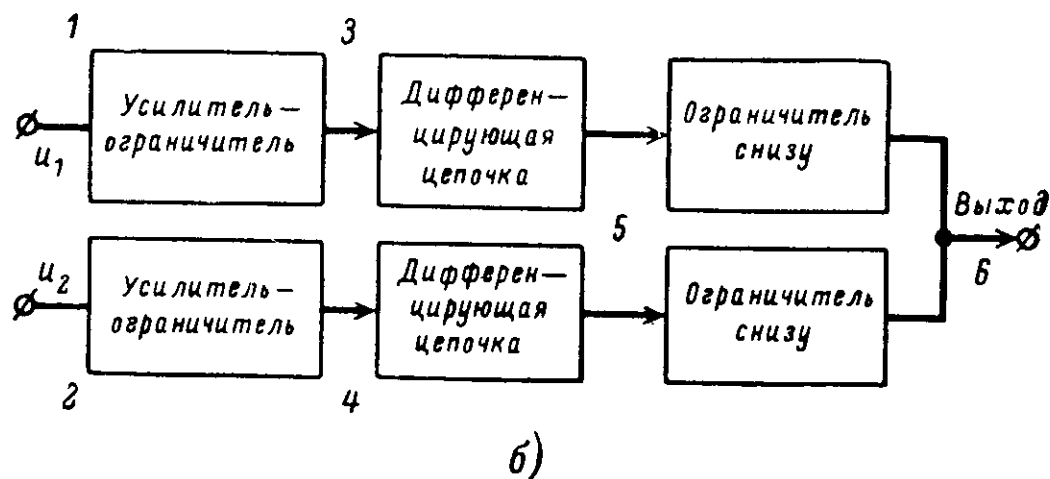 1
3
Усилитель—
ограничитель
Дифферен—
цирующая
цепочка
Ограничитель
снизу
u₁
Выход
5
6
u₂
Усилитель—
ограничитель
Дифферен—
цирующая
цепочка
Ограничитель
снизу
2
4
б)